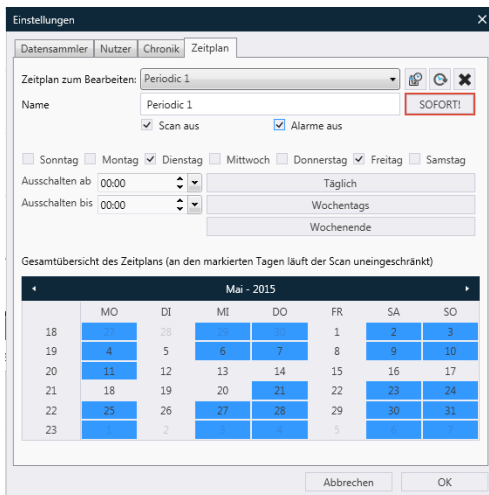 Einstellungen
Datensammler Nutzer Chronik Zeitplan
Zeitplan zum Bearbeiten: Periodic 1
Name Periodic 1 SOFORT!
Scan aus Alarme aus
Sonntag Montag Dienstag Mittwoch Donnerstag Freitag Samstag
Ausschalten ab 00:00 Täglich
Ausschalten bis 00:00 Wochentags
Wochenende
Gesamtübersicht des Zeitplans (an den markierten Tagen läuft der Scan uneingeschränkt)
Mai - 2015
MO DI MI DO FR SA SO
18 27 28 29 30 1 2 3
19 4 5 6 7 8 9 10
20 11 12 13 14 15 16 17
21 18 19 20 21 22 23 24
22 25 26 27 28 29 30 31
23 1 2 3 4 5 6 7
Abbrechen OK